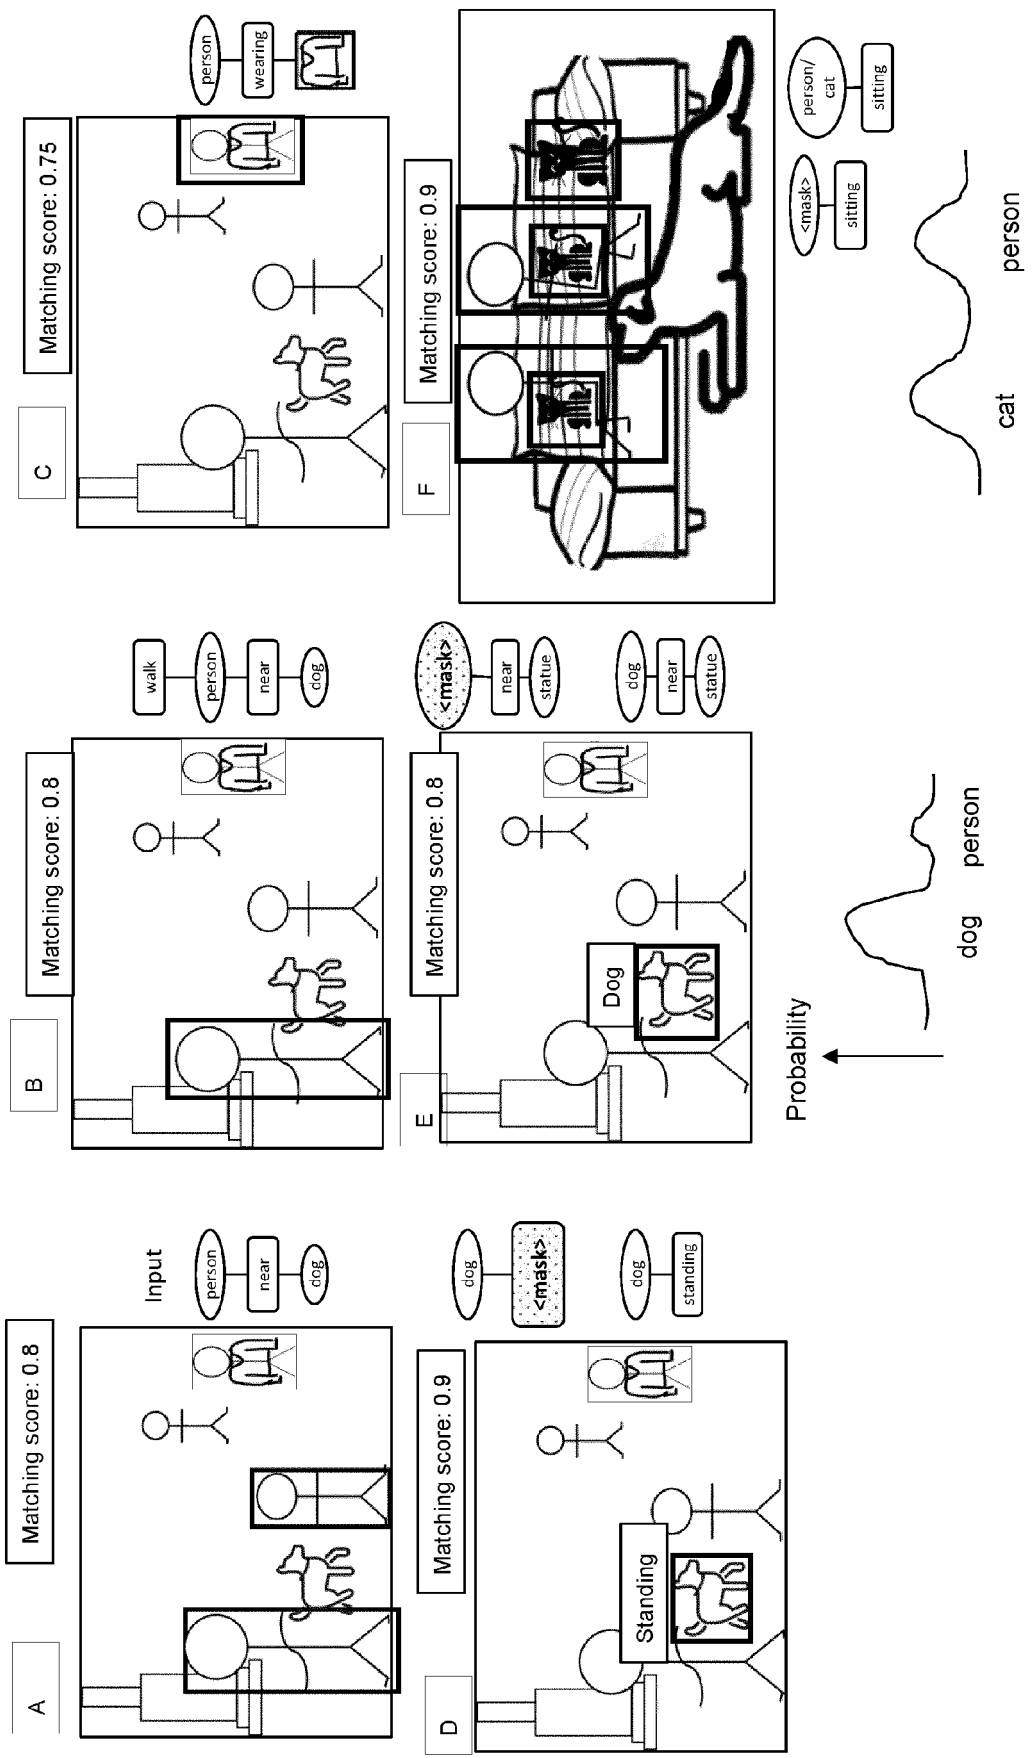 A
Matching score: 0.8
Input
person
near
dog
B
Matching score: 0.8
walk
person
near
dog
C
Matching score: 0.75
person
wearing
D
Matching score: 0.9
Standing
dog
<mask>
dog
standing
E
Matching score: 0.8
Dog
<mask>
near
statue
dog
near
statue
Probability
dog
person
F
Matching score: 0.9
<mask>
sitting
person/
cat
sitting
cat
person